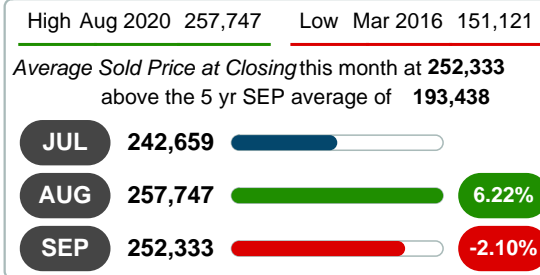 High Aug 2020 257,747 Low Mar 2016 151,121
Average Sold Price at Closing this month at 252,333
above the 5 yr SEP average of 193,438
JUL 242,659
AUG 257,747 6.22%
SEP 252,333 -2.10%